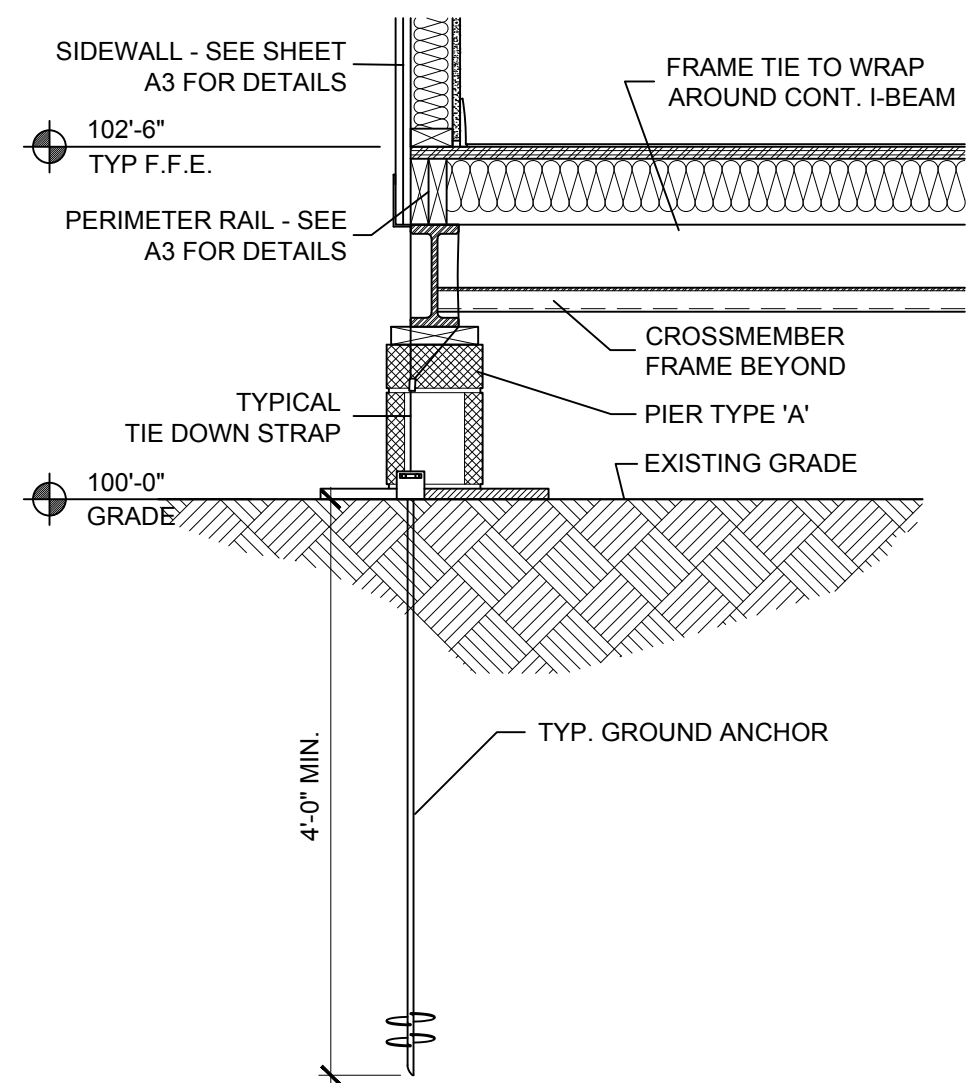 SIDEWALL - SEE SHEET
A3 FOR DETAILS
FRAME TIE TO WRAP
AROUND CONT. I-BEAM
102'-6"
TYP F.F.E.
PERIMETER RAIL - SEE
A3 FOR DETAILS
CROSSMEMBER
FRAME BEYOND
TYPICAL
TIE DOWN STRAP
PIER TYPE 'A'
EXISTING GRADE
100'-0"
GRADE
TYP. GROUND ANCHOR
4'-0" MIN.